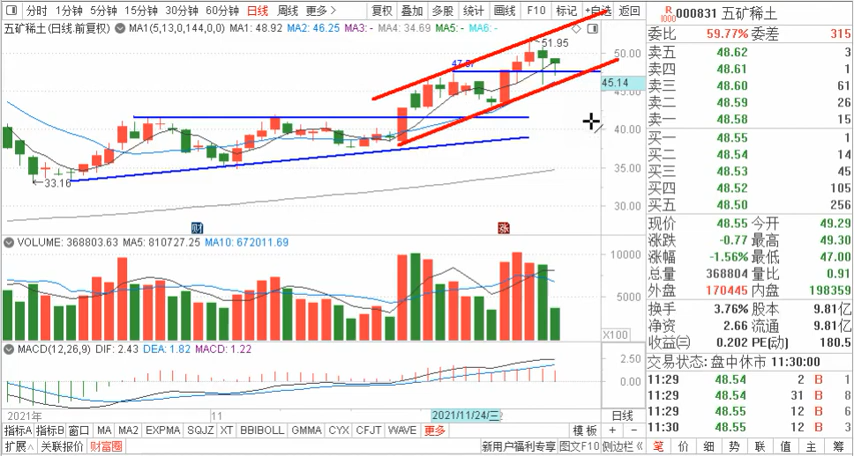 分时 1分钟 5分钟 15分钟 30分钟 60分钟 日线 周线 更多 复权 叠加 多股 统计 画线 F10 标记 +自选 返回
五矿稀土(日线.前复权) MA1(5,13,0,144,0,0) MA1: 48.92 MA2: 46.25 MA3: - MA4: 34.69 MA5: - MA6: -
51.95
50.00
45.14
45.00
40.00
35.00
30.00
33.16
财
涨
VOLUME: 368803.63 MA5: 810727.25 MA10: 672011.69
10000
5000
X100
MACD(12,26,9) DIF: 2.43 DEA: 1.82 MACD: 1.22
2.50
0.00
2021年 11 2021/11/24/三 日线
指标A 指标B 窗口 MA MA2 EXPMA SQJZ XT BBIBOLL GMMA CYX CFJT WAVE 更多 模板 + -
扩展∧ 关联报价 财富圈 新用户福利专享 图文F10 侧边栏《
R 1000 000831 五矿稀土
委比 59.77% 委差 315
卖五 48.62 3
卖四 48.61 1
卖三 48.60 61
卖二 48.59 26
卖一 48.58 15
买一 48.55 1
买二 48.54 14
买三 48.53 45
买四 48.52 105
买五 48.50 256
现价 48.55 今开 49.29
涨跌 -0.77 最高 49.30
涨幅 -1.56% 最低 47.00
总量 368804 量比 0.91
外盘 170445 内盘 198359
换手 3.76% 股本 9.81亿
净资 2.66 流通 9.81亿
收益㈢ 0.202 PE(动) 180.5
交易状态: 盘中休市 11:30:00
11:29 48.54 2 B 1
11:29 48.54 31 B 8
11:29 48.55 12 B 6
11:30 48.55 12 B 3
笔 价 细 势 联 值 主 筹